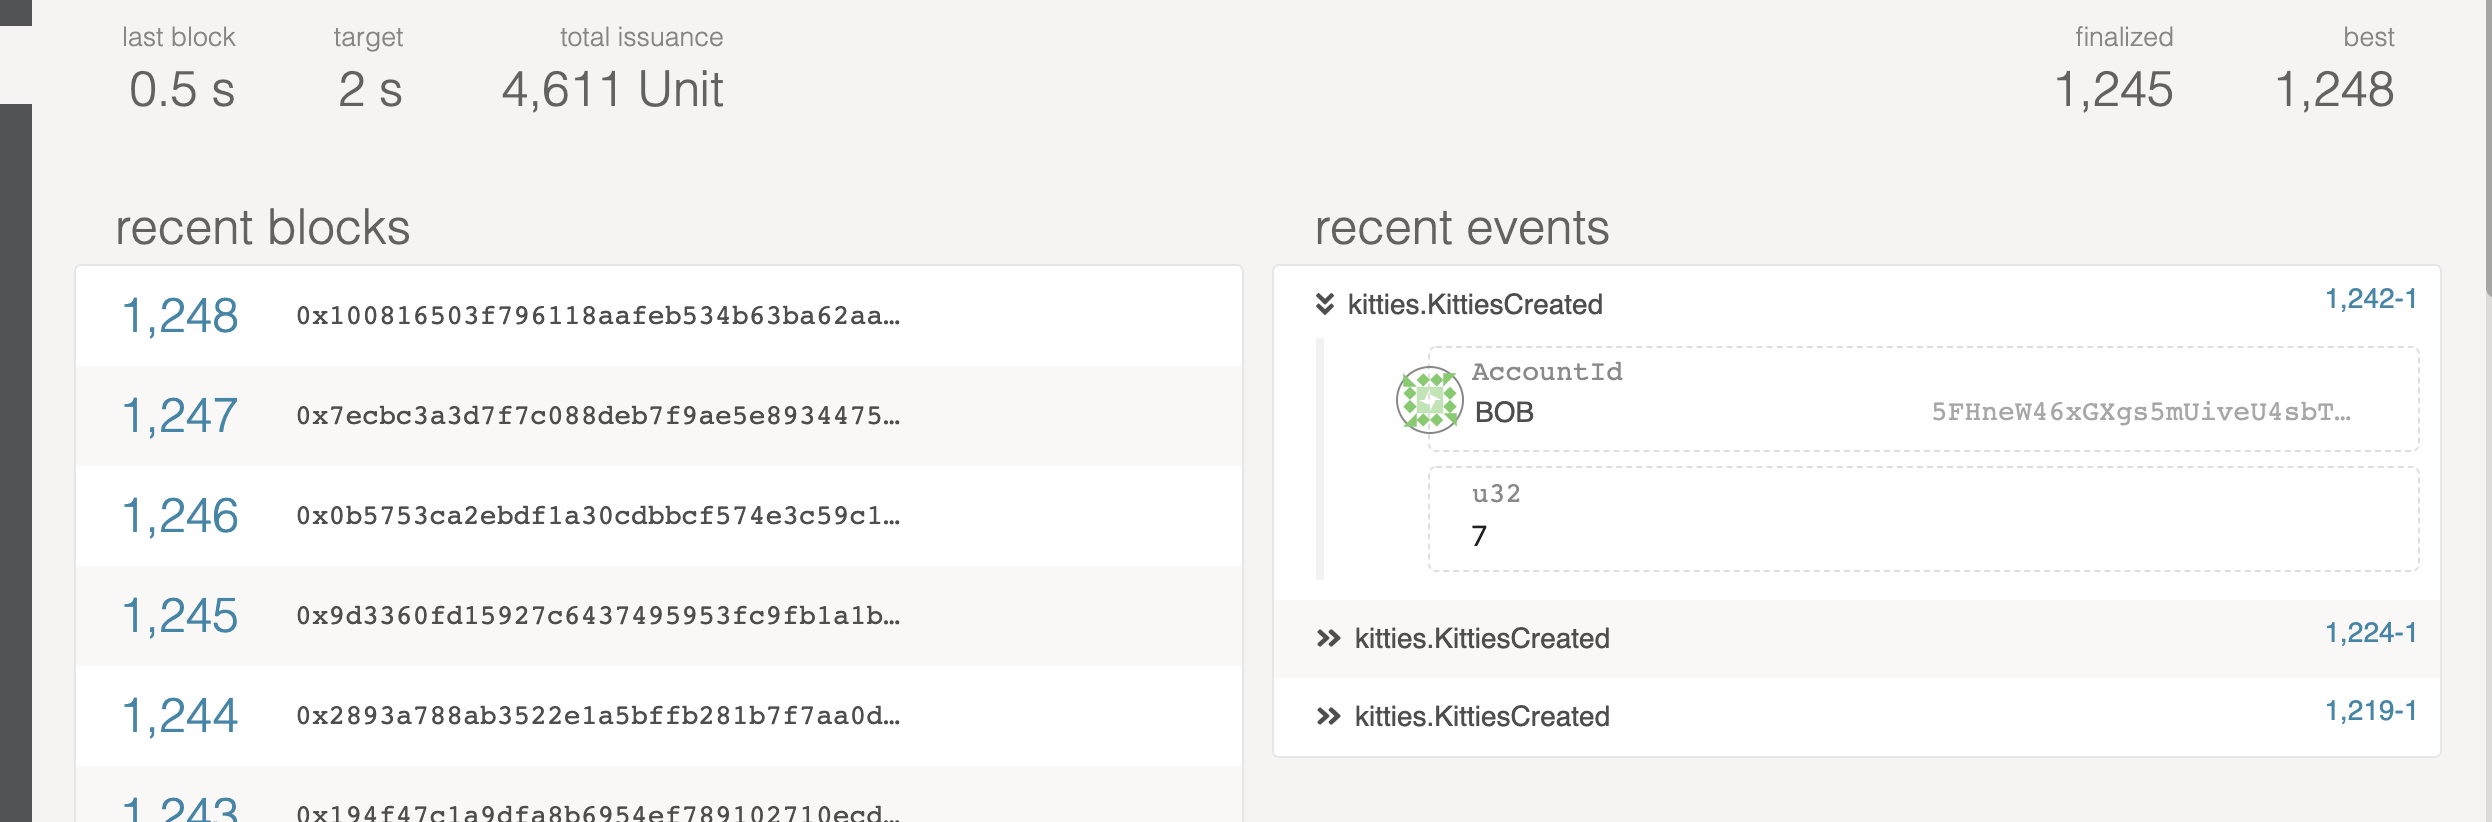 last block
0.5 s
target
2 s
total issuance
4,611 Unit
finalized
1,245
best
1,248
recent blocks
1,248 0x100816503f796118aafeb534b63ba62aa…
1,247 0x7ecbc3a3d7f7c088deb7f9ae5e8934475…
1,246 0x0b5753ca2ebdf1a30cdbbcf574e3c59c1…
1,245 0x9d3360fd15927c6437495953fc9fb1a1b…
1,244 0x2893a788ab3522e1a5bffb281b7f7aa0d…
1,243 0x194f47c1a9dfa8b6954ef789102710ecd…
recent events
kitties.KittiesCreated 1,242-1
AccountId
BOB 5FHneW46xGXgs5mUiveU4sbT…
u32
7
kitties.KittiesCreated 1,224-1
kitties.KittiesCreated 1,219-1